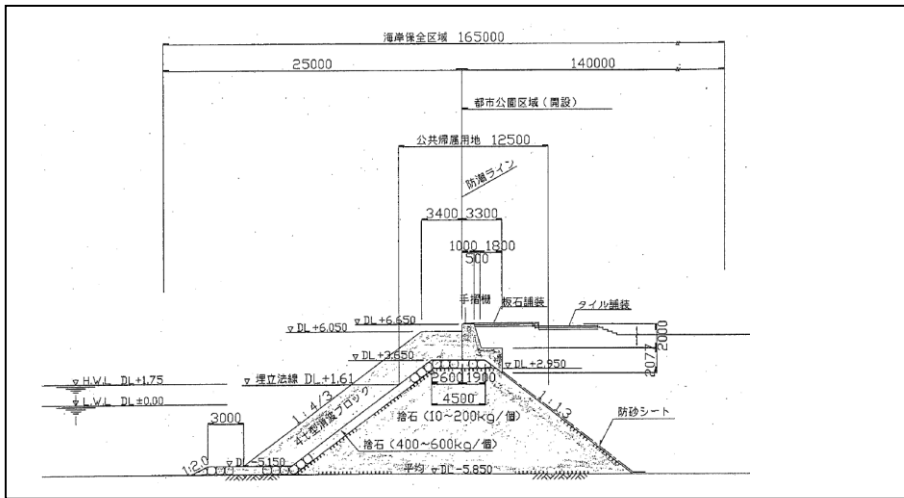 海岸保全区域 165000
25000
140000
都市公園区域(開設)
公共帰属用地 12500
防潮ライン
3400 3300
1000 1800
500
手摺柵
板石舗装
タイル舗装
▽DL+6.650
▽DL+6.050
2000
▽DL+3.650
▽DL+2.950
2077
H.W.L DL+1.75
▽埋立法線 DL+1.61
2600 1900
L.W.L DL±0.00
1:4/3
4500
1:1.3
3000
4t型消波ブロック
捨石(10~200kg/個)
防砂シート
捨石(400~600kg/個)
1:2.0
▽DL-5.150
平均 ▽DL-5.850